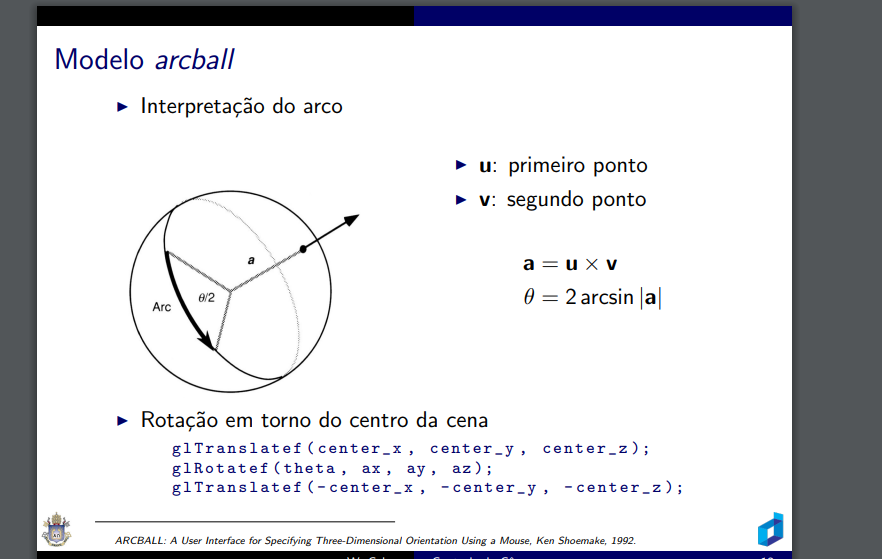 Modelo arcball
▶ Interpretação do arco
▶ u: primeiro ponto
▶ v: segundo ponto
a = u × v
θ = 2 arcsin |a|
a
θ/2
Arc
▶ Rotação em torno do centro da cena
glTranslatef(center_x, center_y, center_z);
glRotatef(theta, ax, ay, az);
glTranslatef(-center_x, -center_y, -center_z);
ARCBALL: A User Interface for Specifying Three-Dimensional Orientation Using a Mouse, Ken Shoemake, 1992.